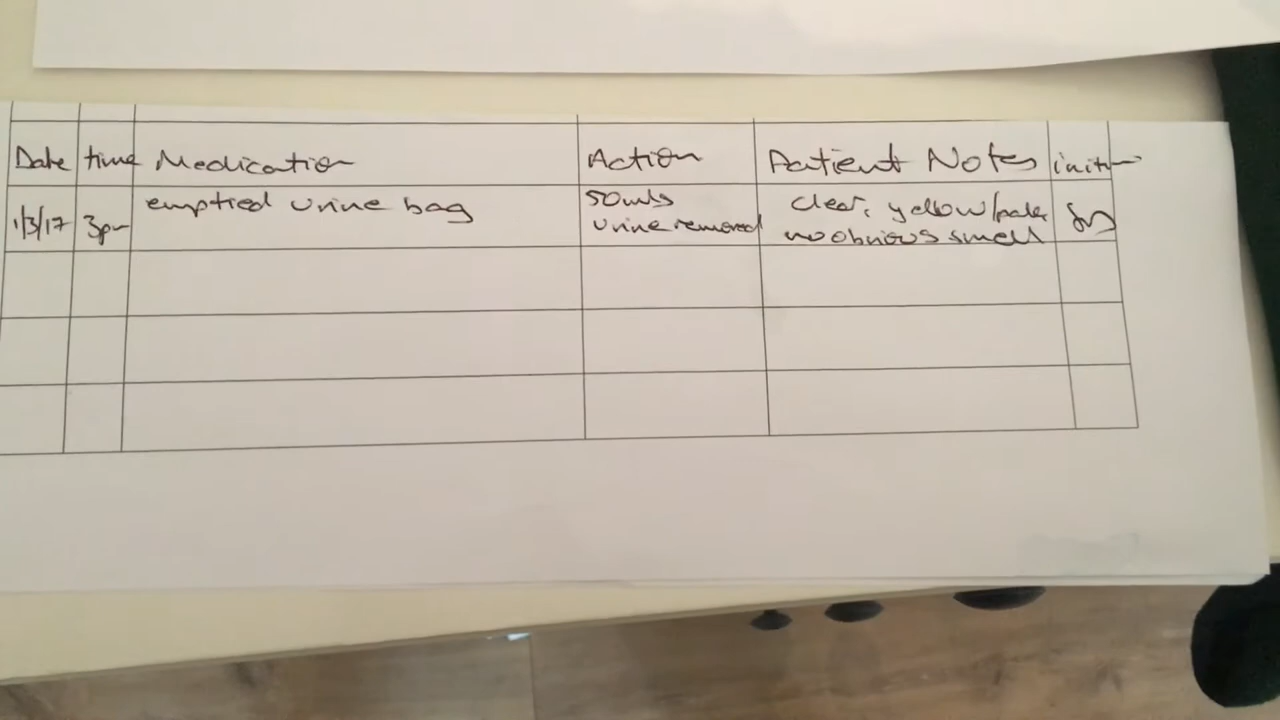 Date time Medication Action Patient Notes
1/3/17 3pm emptied urine bag 50mls clear, yellow/pale
urine removed no obvious smell